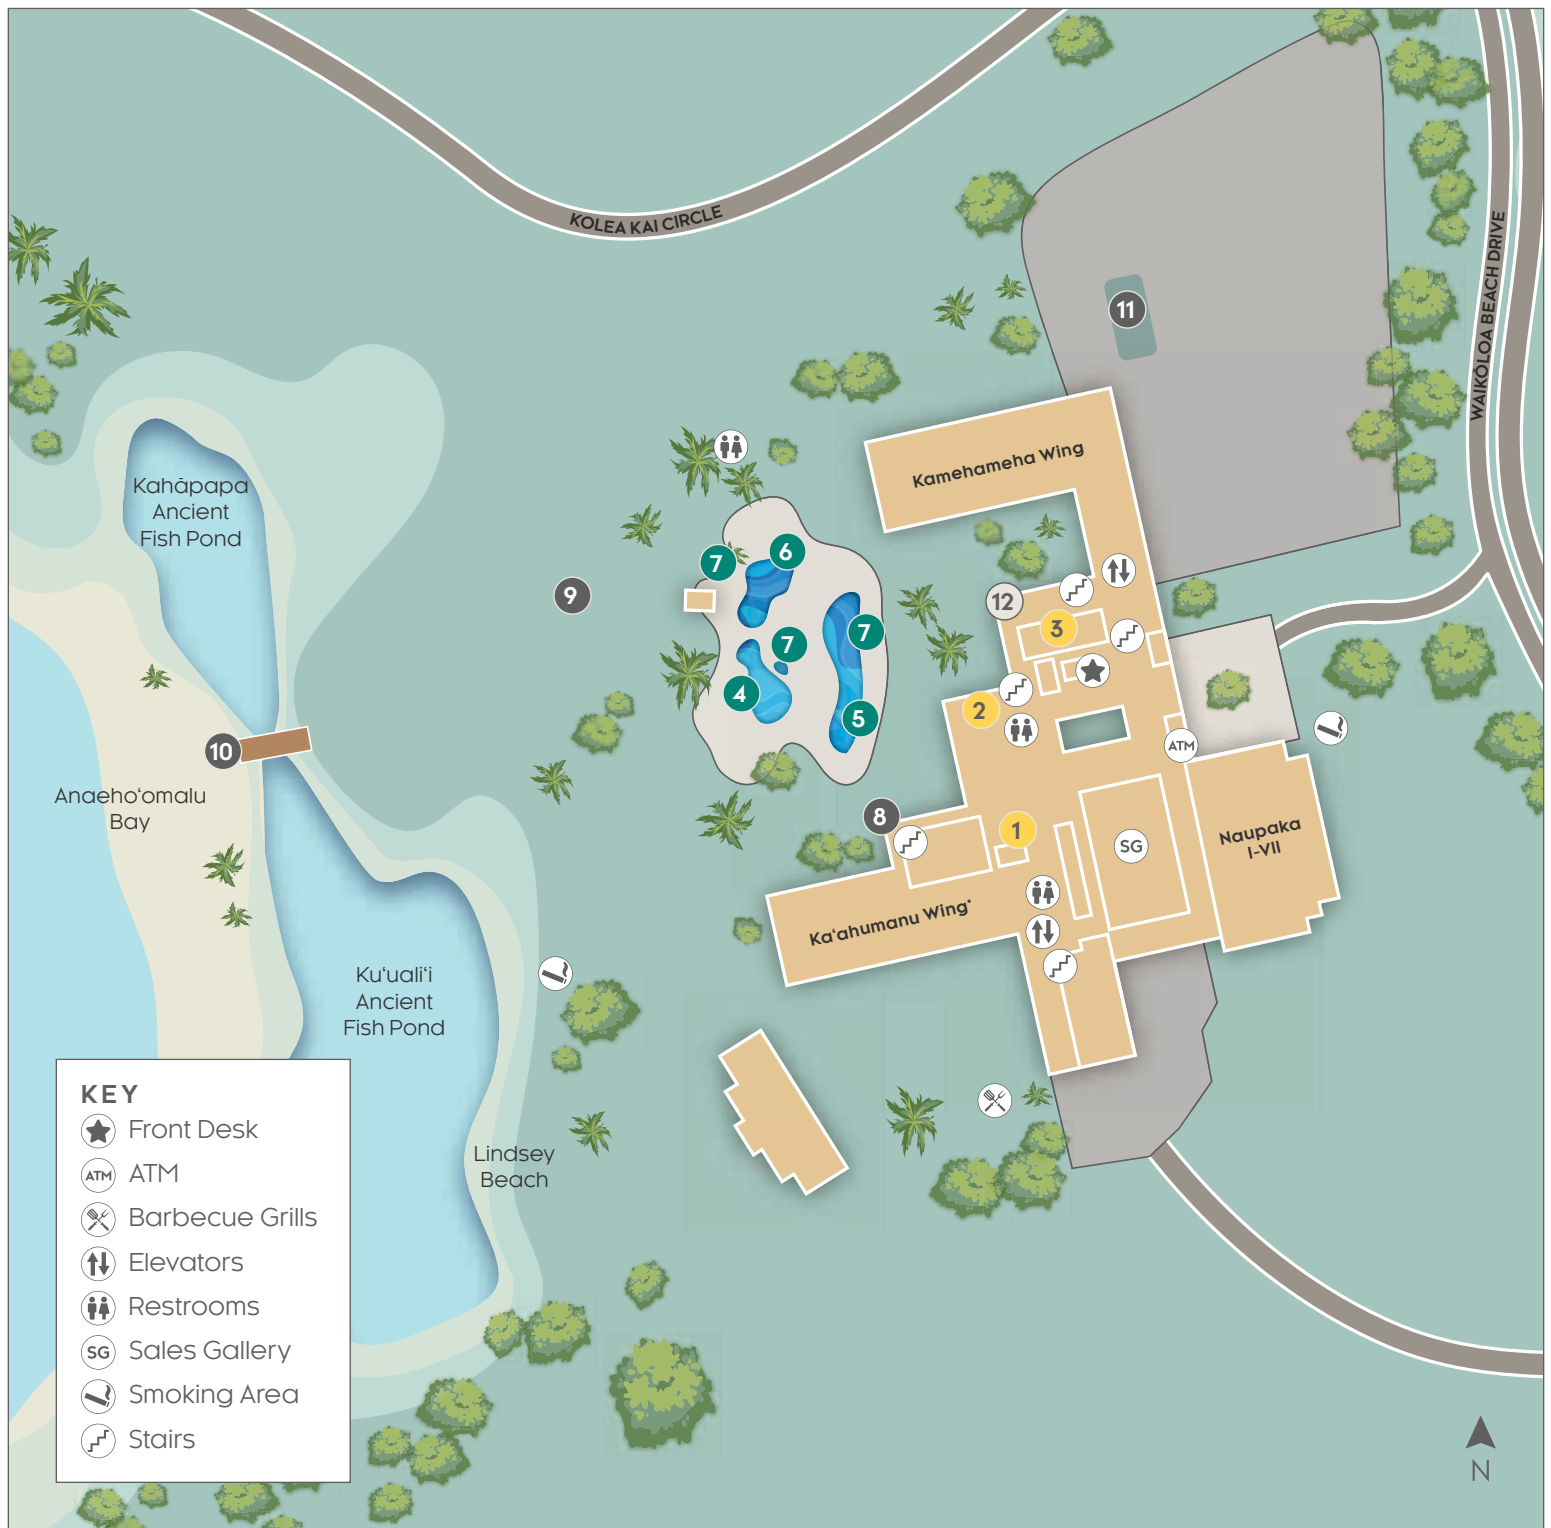 KOLEA KAI CIRCLE
WAIKOLOA BEACH DRIVE
11
Kamehameha Wing
Kahāpapa
Ancient
Fish Pond
6
7
9
12
3
7
7
4
2
5
10
ATM
Anaeho‘omalu
Bay
8
1
SG
Naupaka
I-VII
Ka‘ahumanu Wing*
Ku‘uali‘i
Ancient
Fish Pond
Lindsey
Beach
KEY
Front Desk
ATM ATM
Barbecue Grills
Elevators
Restrooms
SG Sales Gallery
Smoking Area
Stairs
N